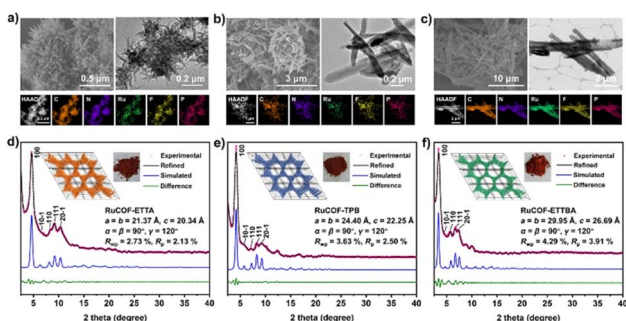 a)
0.5 μm
0.2 μm
HAADF C N Ru F P
b)
3 μm
0.2 μm
HAADF C N Ru F P
c)
10 μm
HAADF C N Ru F P
d)
100
10-1
110
111
20-1
Experimental
Refined
Simulated
Difference
RuCOF-ETTA
a = b = 21.37 Å, c = 20.34 Å
α = β = 90°, γ = 120°
Rwp = 2.73 %, Rp = 2.13 %
5 10 15 20 25 30 35 40
2 theta (degree)
e)
100
10-1
110
111
20-1
Experimental
Refined
Simulated
Difference
RuCOF-TPB
a = b = 24.40 Å, c = 22.25 Å
α = β = 90°, γ = 120°
Rwp = 3.63 %, Rp = 2.50 %
5 10 15 20 25 30 35 40
2 theta (degree)
f)
100
10-1
110
111
20-1
Experimental
Refined
Simulated
Difference
RuCOF-ETTBA
a = b = 29.95 Å, c = 26.69 Å
α = β = 90°, γ = 120°
Rwp = 4.29 %, Rp = 3.91 %
5 10 15 20 25 30 35 40
2 theta (degree)